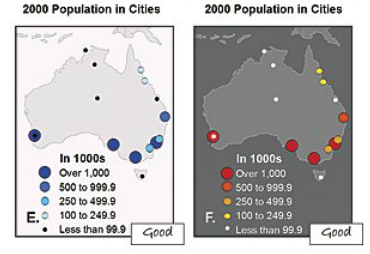 2000 Population in Cities
In 1000s
Over 1,000
500 to 999.9
250 to 499.9
100 to 249.9
Less than 99.9
E.
Good
2000 Population in Cities
In 1000s
Over 1,000
500 to 999.9
250 to 499.9
100 to 249.9
Less than 99.9
F.
Good